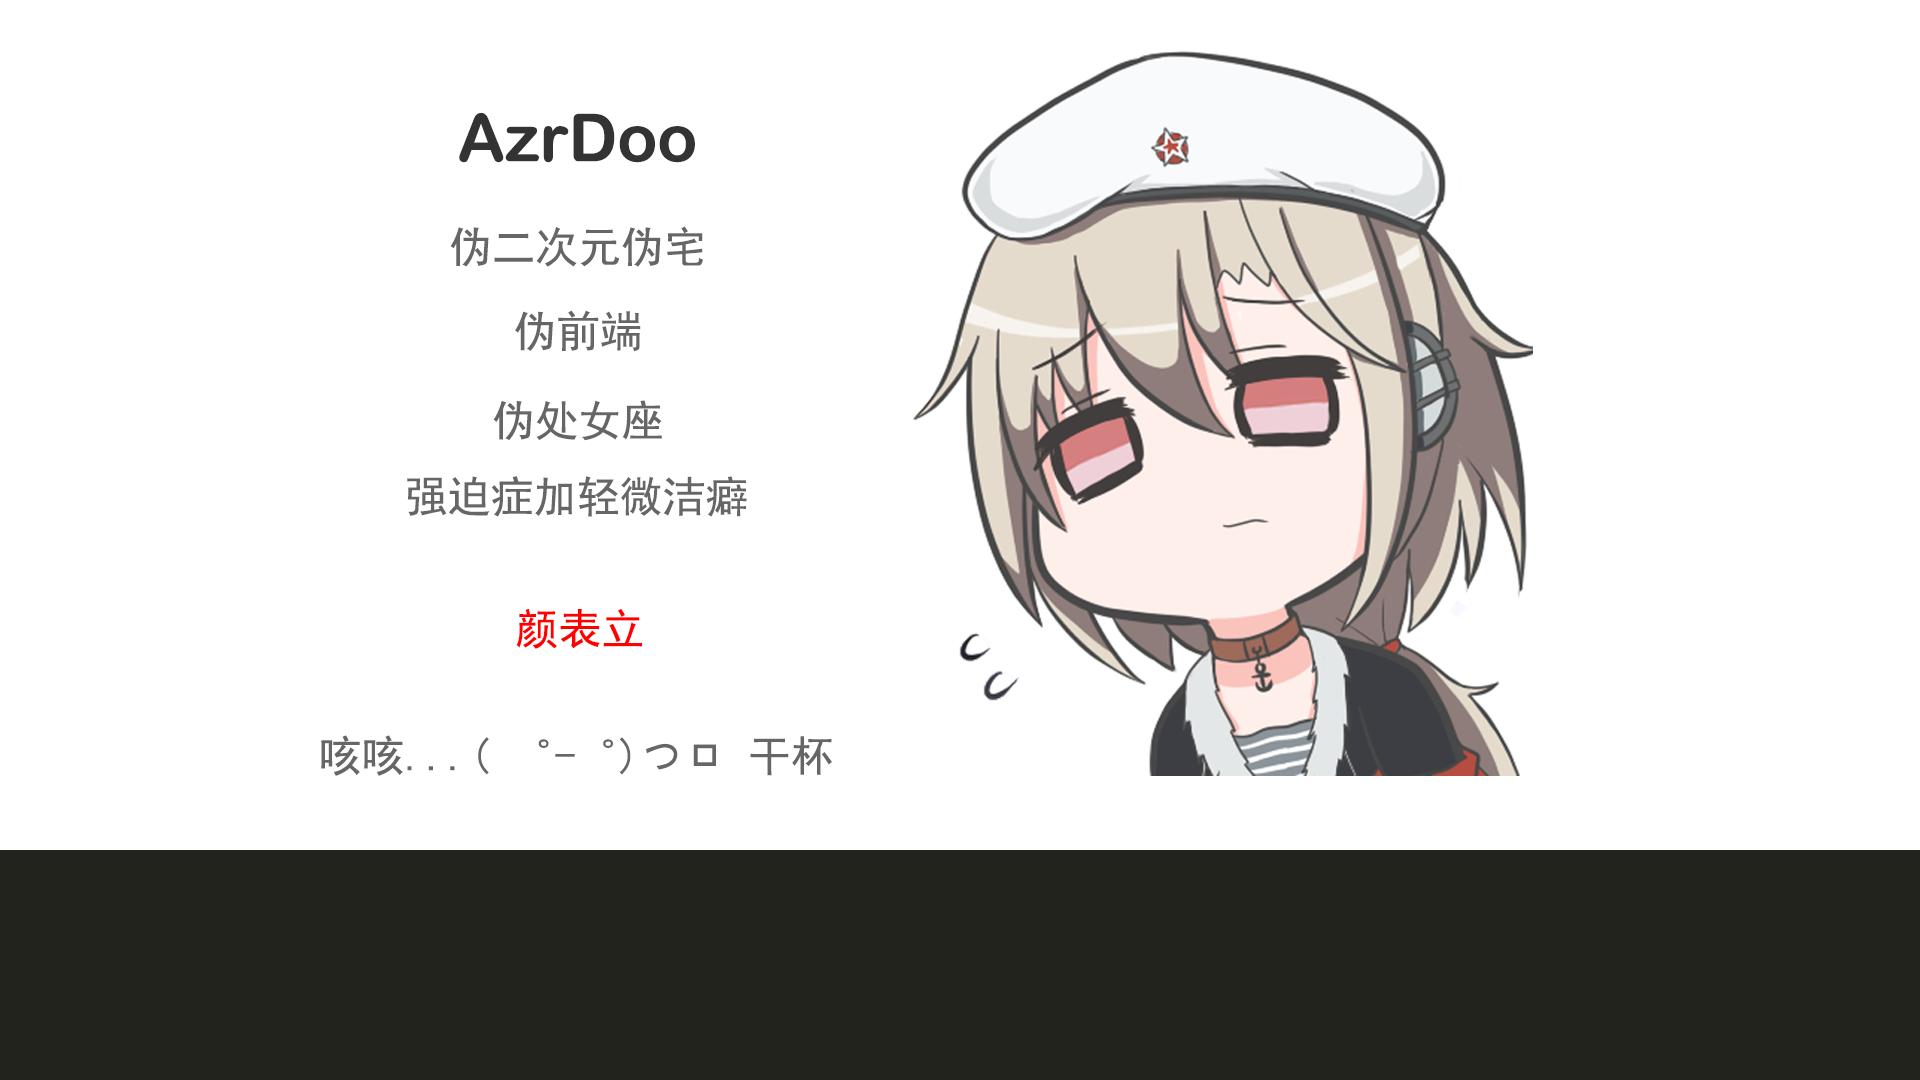 AzrDoo
伪二次元伪宅
伪前端
伪处女座
强迫症加轻微洁癖
颜表立
咳咳...( ゜- ゜)つロ 干杯